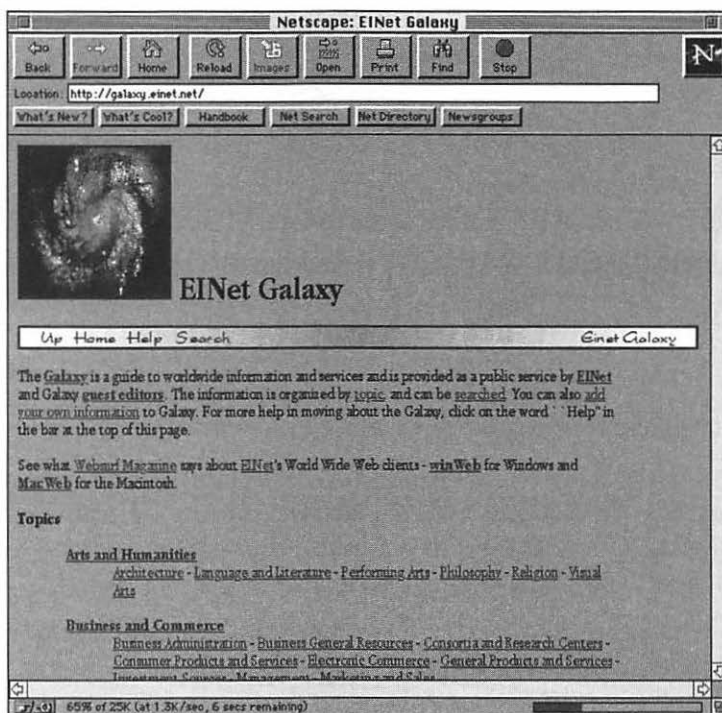 Netscape: EINet Galaxy
Back Forward Home Reload Images Open Print Find Stop
N
Location: http://galaxy.einet.net/
What's New? What's Cool? Handbook Net Search Net Directory Newsgroups
EINet Galaxy
Up Home Help Search Einet Galaxy
The Galaxy is a guide to worldwide information and services and is provided as a public service by EINet
and Galaxy guest editors. The information is organized by topic, and can be searched. You can also add
your own information to Galaxy. For more help in moving about the Galaxy, click on the word ``Help" in
the bar at the top of this page.
See what Websurf Magazine says about EINet's World Wide Web clients - winWeb for Windows and
MacWeb for the Macintosh.
Topics
Arts and Humanities
Architecture - Language and Literature - Performing Arts - Philosophy - Religion - Visual
Arts
Business and Commerce
Business Administration - Business General Resources - Consortia and Research Centers -
Consumer Products and Services - Electronic Commerce - General Products and Services -
Investment Sources - Management - Marketing and Sales
65% of 25K (at 1.3K/sec, 6 secs remaining)